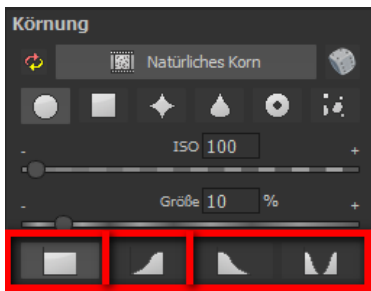 Körnung
Natürliches Korn
- ISO 100 +
- Größe 10 % +